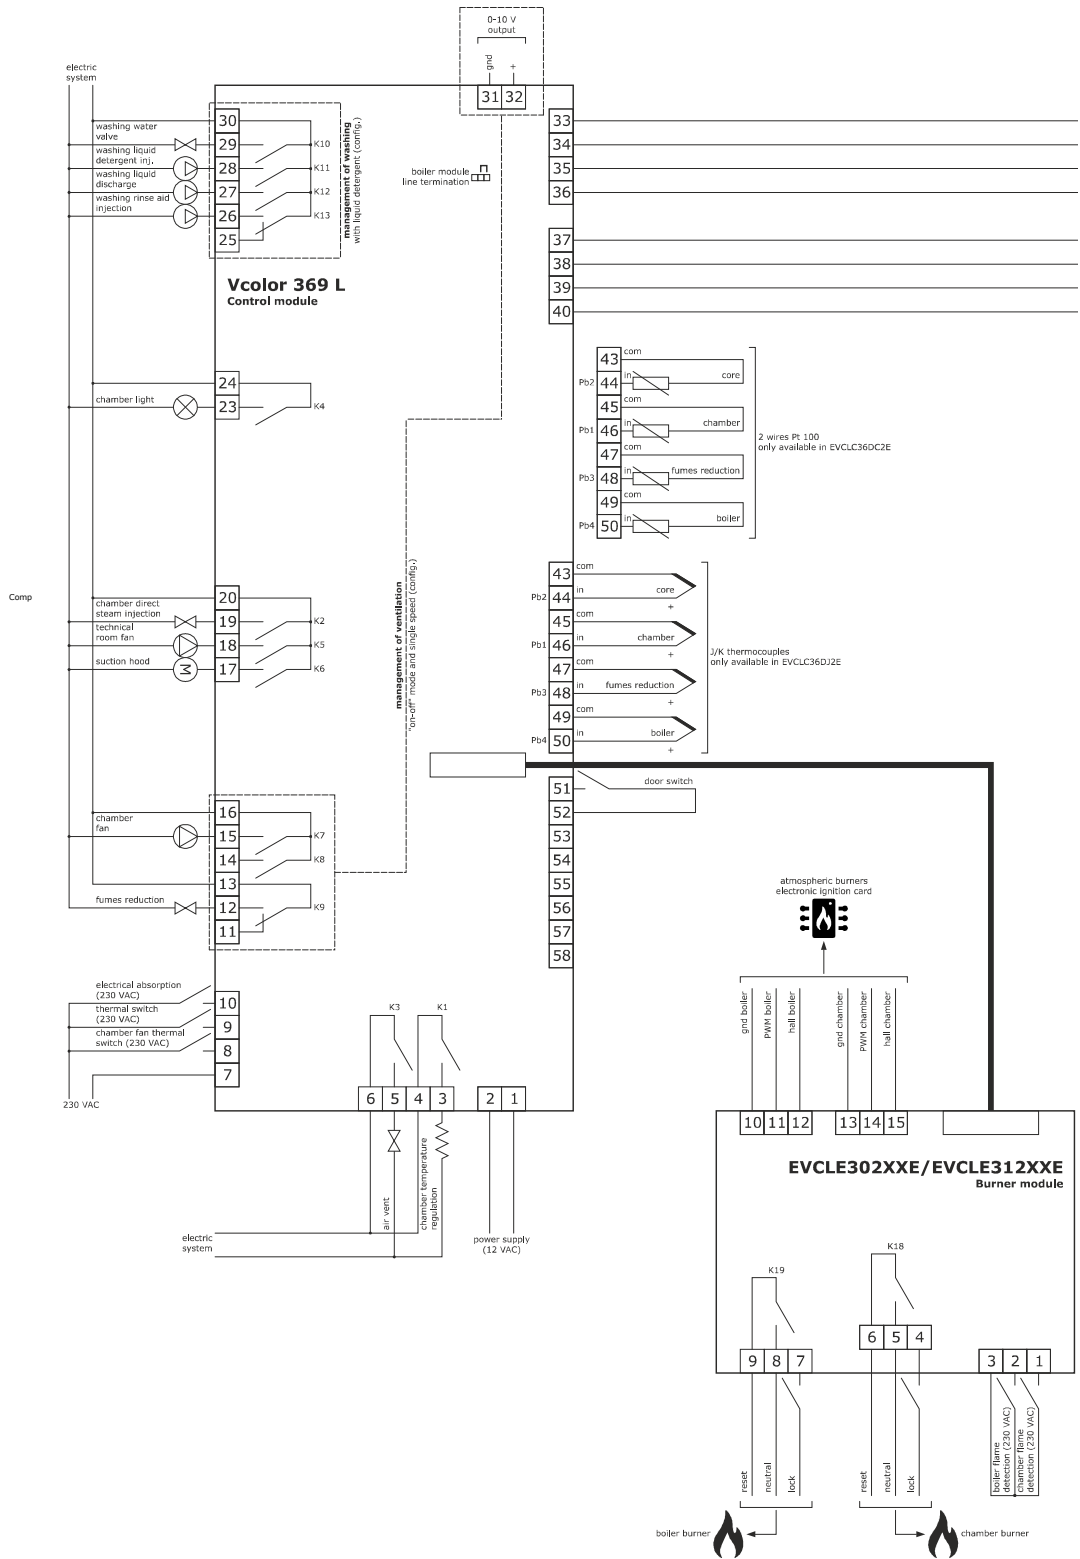 0-10 V
output
gnd
+
electric
system
31 32
30
29
28
27
26
25
washing water
valve
washing liquid
detergent inj.
washing liquid
discharge
washing rinse aid
injection
K10
K11
K12
K13
management of washing
with liquid detergent (config.)
boiler module
line termination
33
34
35
36
37
38
39
40
Vcolor 369 L
Control module
24
23
chamber light
K4
43 com
Pb2 44 in core
45 com
Pb1 46 in chamber
47 com
Pb3 48 in fumes reduction
49 com
Pb4 50 in boiler
2 wires Pt 100
only available in EVCLC36DC2E
Comp
20
19
18
17
chamber direct
steam injection
technical
room fan
suction hood
M
K2
K5
K6
management of ventilation
"on-off" mode and single speed (config.)
43 com
Pb2 44 in core
+
45 com
Pb1 46 in chamber
+
47 com
Pb3 48 in fumes reduction
+
49 com
Pb4 50 in boiler
+
J/K thermocouples
only available in EVCLC36DJ2E
51
52
53
54
55
56
57
58
door switch
16
15
14
13
12
11
chamber
fan
fumes reduction
K7
K8
K9
atmospheric burners
electronic ignition card
gnd boiler
PWM boiler
hall boiler
gnd chamber
PWM chamber
hall chamber
electrical absorption
(230 VAC)
thermal switch
(230 VAC)
chamber fan thermal
switch (230 VAC)
10
9
8
7
230 VAC
K3
K1
6 5 4 3
2 1
air vent
chamber temperature
regulation
electric
system
power supply
(12 VAC)
10 11 12
13 14 15
EVCLE302XXE/EVCLE312XXE
Burner module
K19
K18
6 5 4
9 8 7
3 2 1
reset
neutral
lock
reset
neutral
lock
boiler flame
detection (230 VAC)
chamber flame
detection (230 VAC)
boiler burner
chamber burner